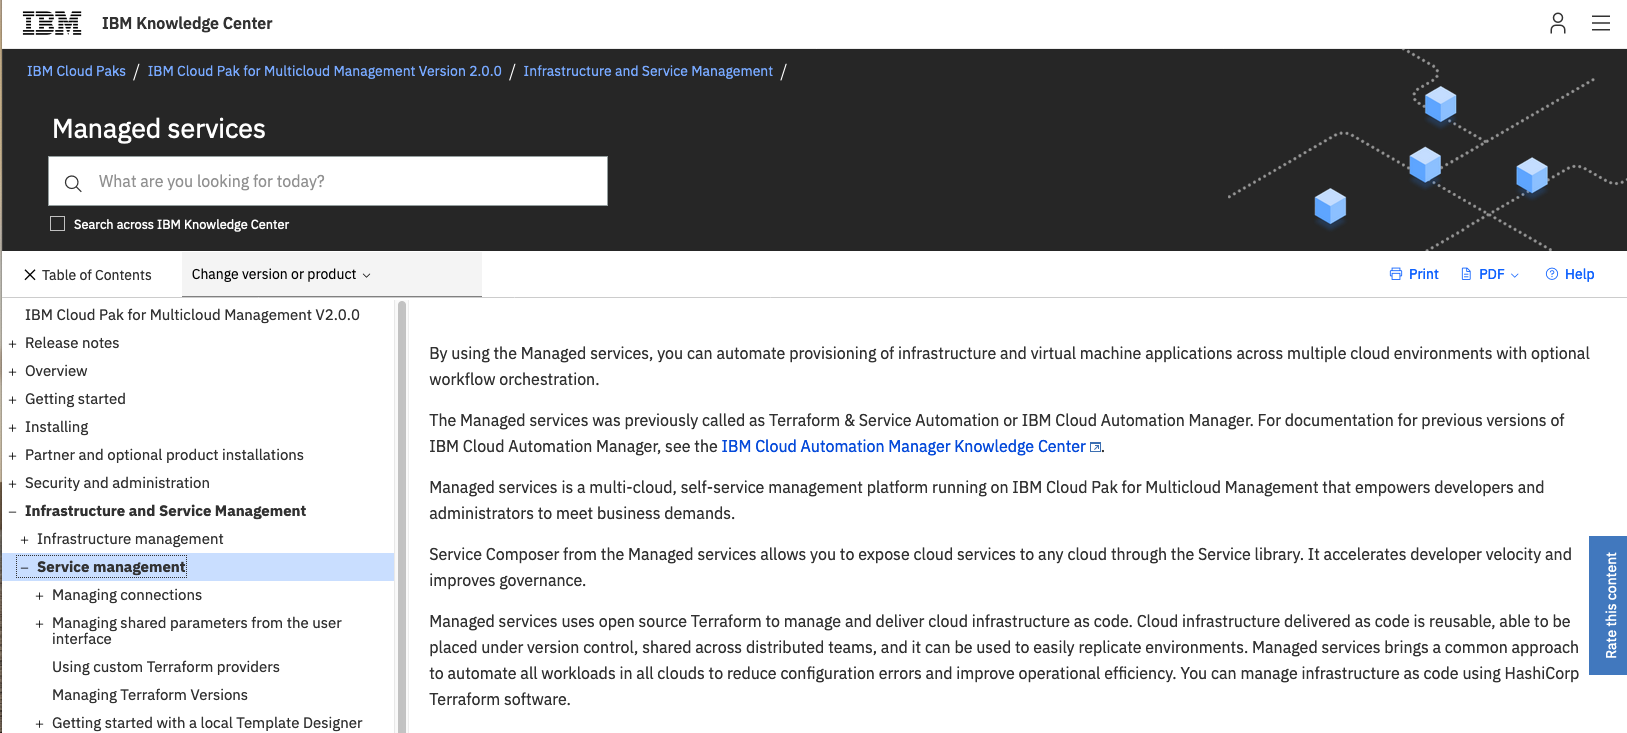 IBM IBM Knowledge Center
IBM Cloud Paks / IBM Cloud Pak for Multicloud Management Version 2.0.0 / Infrastructure and Service Management /
Managed services
What are you looking for today?
Search across IBM Knowledge Center
Table of Contents
Change version or product
Print
PDF
Help
IBM Cloud Pak for Multicloud Management V2.0.0
+ Release notes
+ Overview
+ Getting started
+ Installing
+ Partner and optional product installations
+ Security and administration
– Infrastructure and Service Management
+ Infrastructure management
– Service management
+ Managing connections
+ Managing shared parameters from the user
interface
Using custom Terraform providers
Managing Terraform Versions
+ Getting started with a local Template Designer
By using the Managed services, you can automate provisioning of infrastructure and virtual machine applications across multiple cloud environments with optional
workflow orchestration.
The Managed services was previously called as Terraform & Service Automation or IBM Cloud Automation Manager. For documentation for previous versions of
IBM Cloud Automation Manager, see the IBM Cloud Automation Manager Knowledge Center.
Managed services is a multi-cloud, self-service management platform running on IBM Cloud Pak for Multicloud Management that empowers developers and
administrators to meet business demands.
Service Composer from the Managed services allows you to expose cloud services to any cloud through the Service library. It accelerates developer velocity and
improves governance.
Managed services uses open source Terraform to manage and deliver cloud infrastructure as code. Cloud infrastructure delivered as code is reusable, able to be
placed under version control, shared across distributed teams, and it can be used to easily replicate environments. Managed services brings a common approach
to automate all workloads in all clouds to reduce configuration errors and improve operational efficiency. You can manage infrastructure as code using HashiCorp
Terraform software.
Rate this content